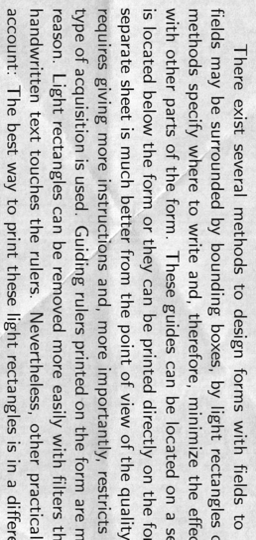 There exist several methods to design forms with fields to
fields may be surrounded by bounding boxes, by light rectangles
methods specify where to write and, therefore, minimize the effec
with other parts of the form. These guides can be located on a se
is located below the form or they can be printed directly on the fo
separate sheet is much better from the point of view of the quality
requires giving more instructions and, more importantly, restricts
type of acquisition is used. Guiding rulers printed on the form are m
reason. Light rectangles can be removed more easily with filters th
handwritten text touches the rulers. Nevertheless, other practical
account: The best way to print these light rectangles is in a differe